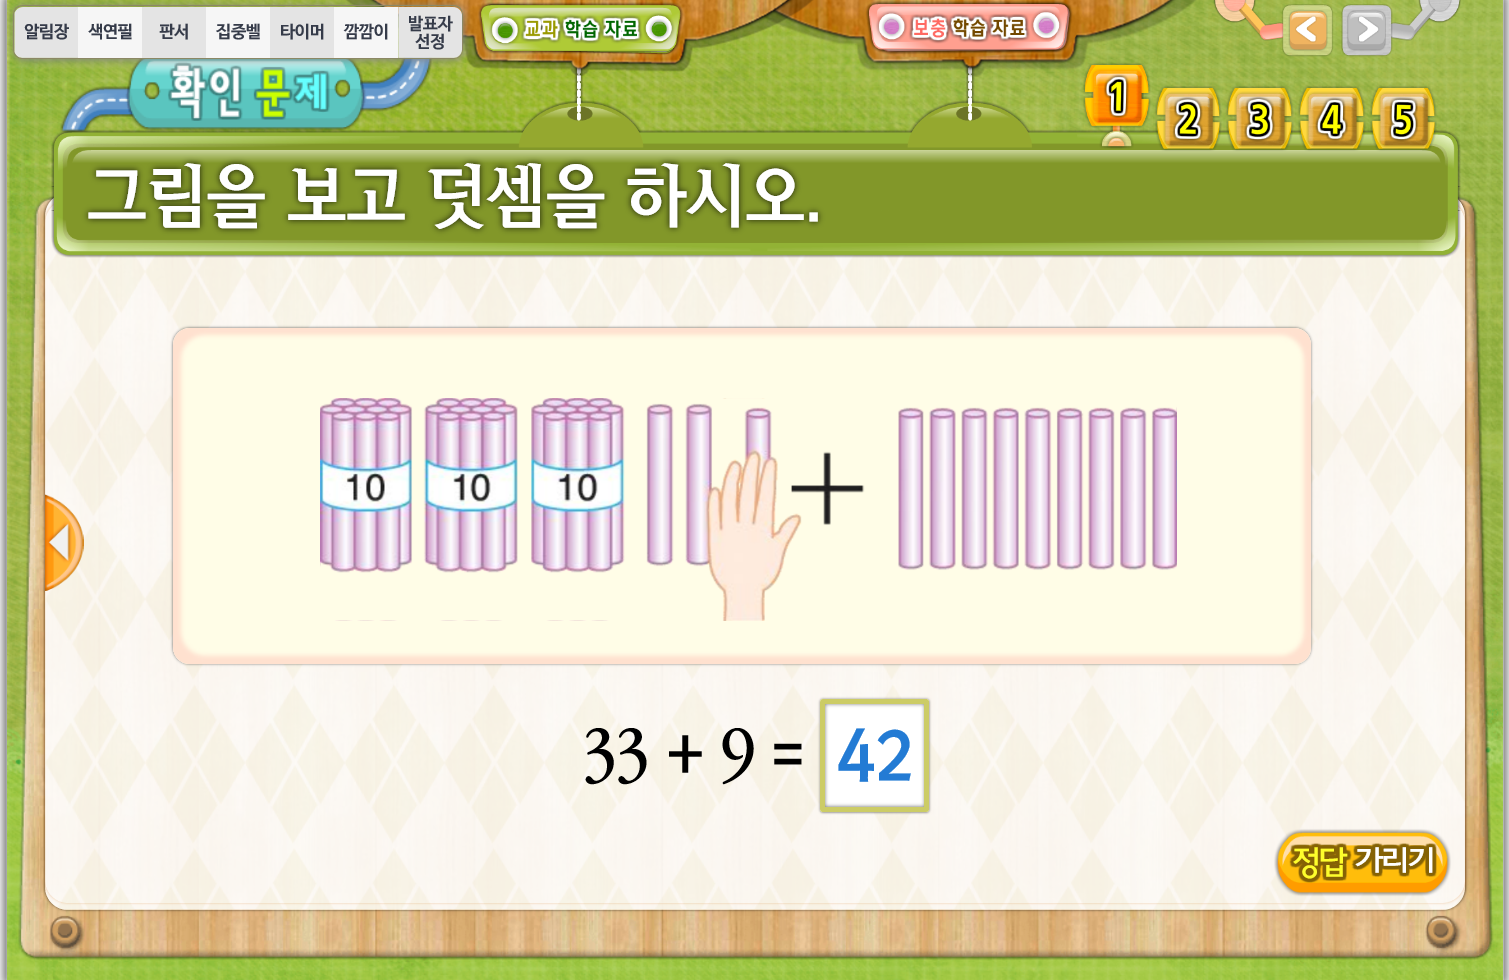 알림장 색연필 판서 집중벨 타이머 깜깜이 발표자 선정
교과 학습 자료
보충 학습 자료
확인 문제
1 2 3 4 5
그림을 보고 덧셈을 하시오.
10 10 10 +
33 + 9 = 42
정답 가리기